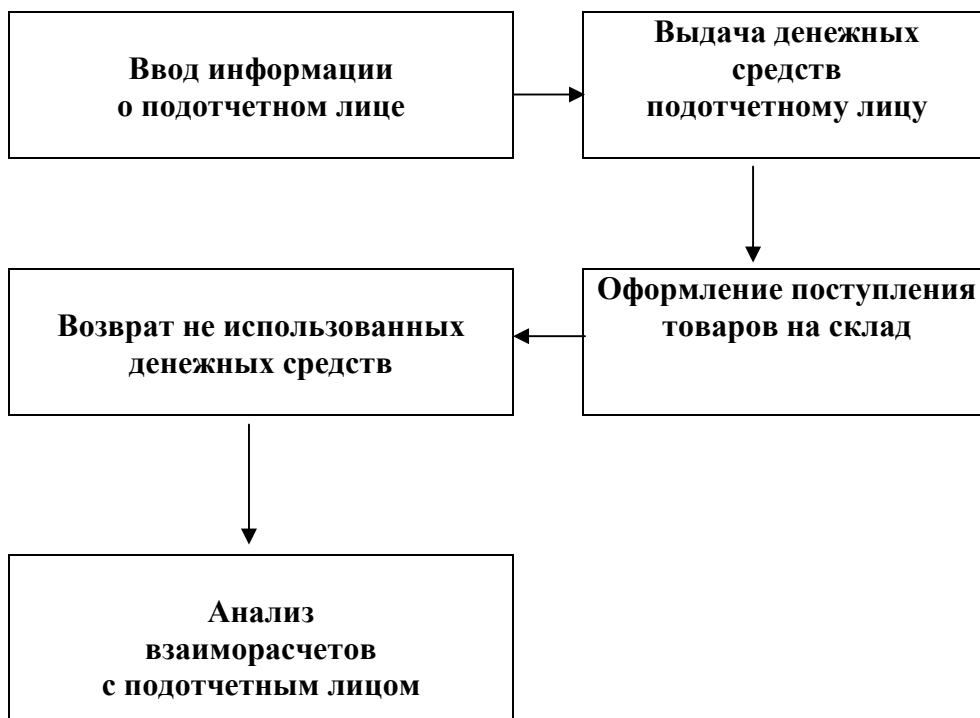 Ввод информации
о подотчетном лице
Выдача денежных
средств
подотчетному лицу
Оформление поступления
товаров на склад
Возврат не использованных
денежных средств
Анализ
взаиморасчетов
с подотчетным лицом